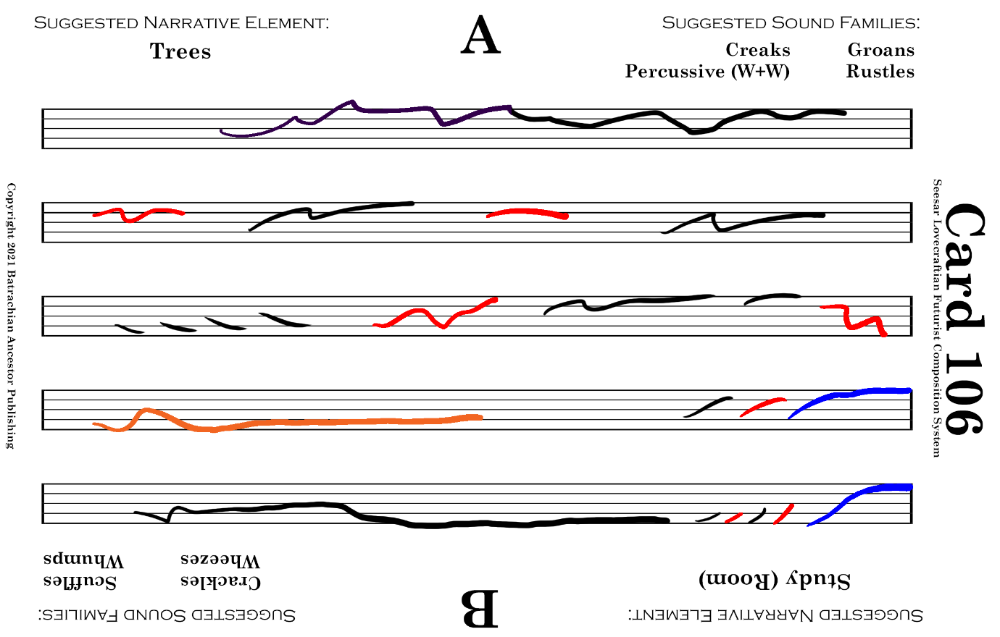 SUGGESTED NARRATIVE ELEMENT:
Trees
A
SUGGESTED SOUND FAMILIES:
Creaks Groans
Percussive (W+W) Rustles
Copyright 2021 Batrachian Ancestor Publishing
Seesar Lovecraftian Futurist Composition System
Card 106
B
SUGGESTED NARRATIVE ELEMENT:
Study (Room)
SUGGESTED SOUND FAMILIES:
Crackles Scuffles
Wheezes Whumps